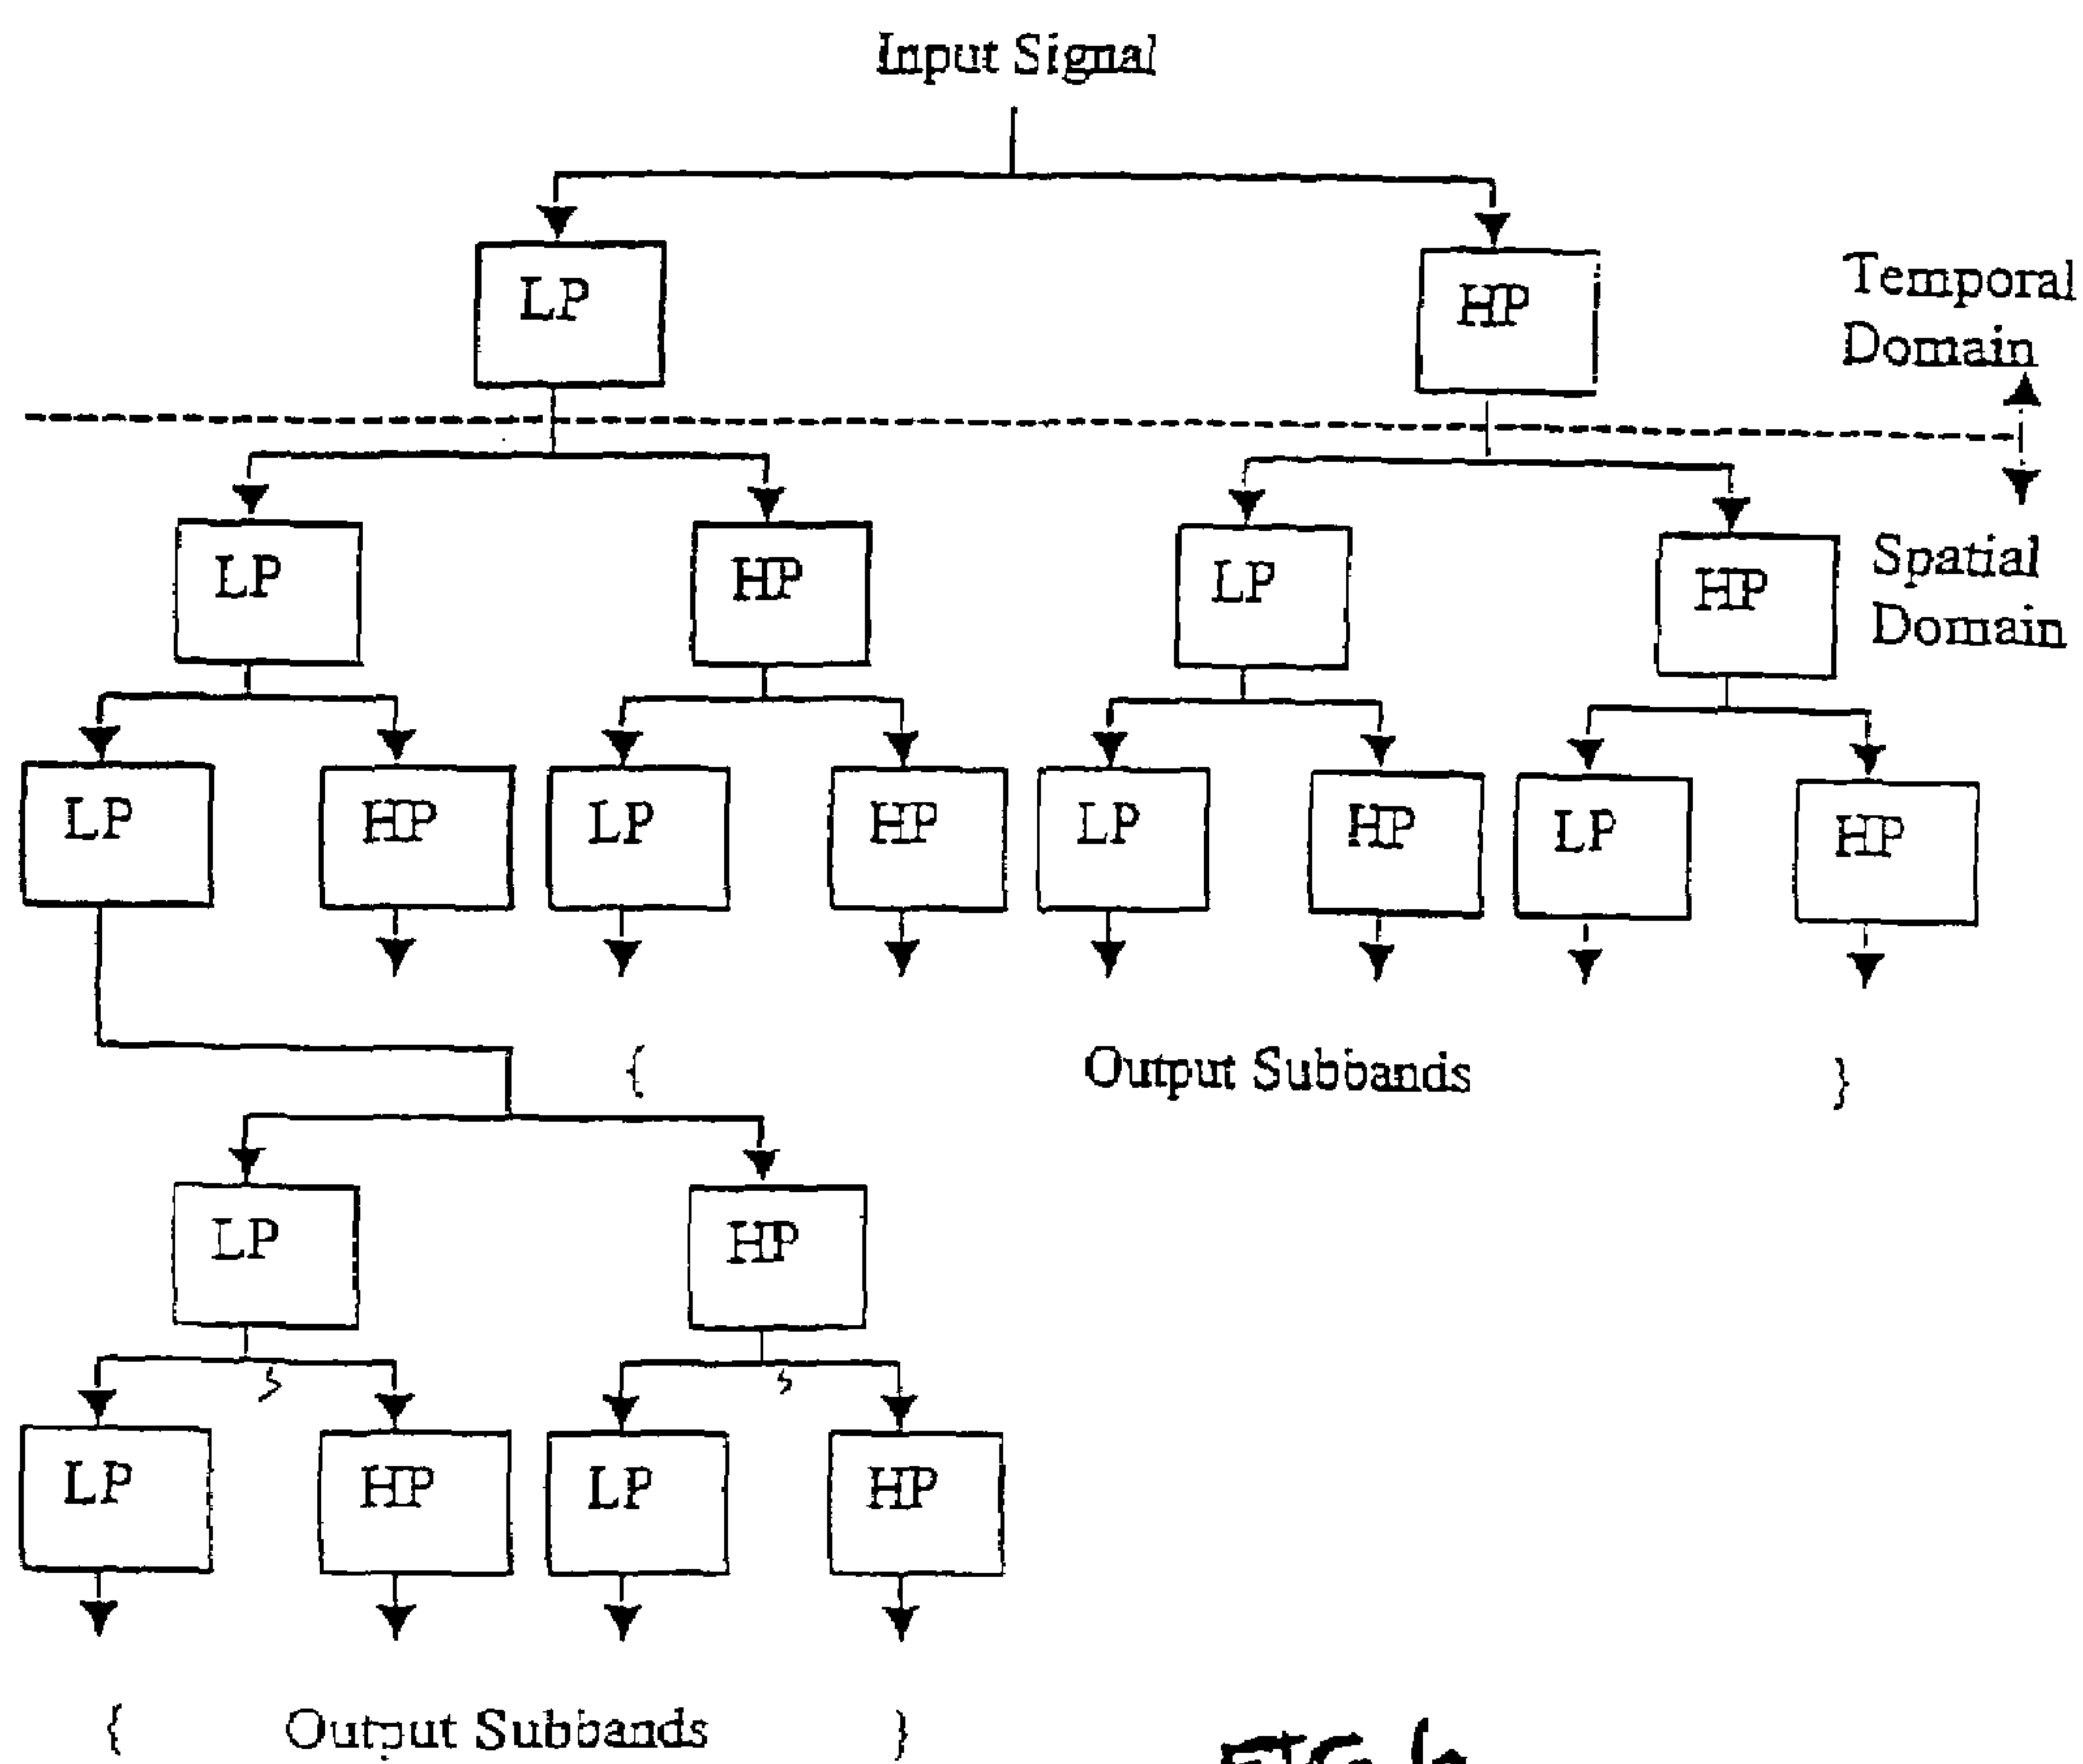 Input Signal
LP
HP
Temporal
Domain
LP
HP
LP
HP
Spatial
Domain
LP
HP
LP
HP
LP
HP
LP
HP
{ Output Subbands }
LP
HP
LP
HP
LP
HP
{ Output Subbands }